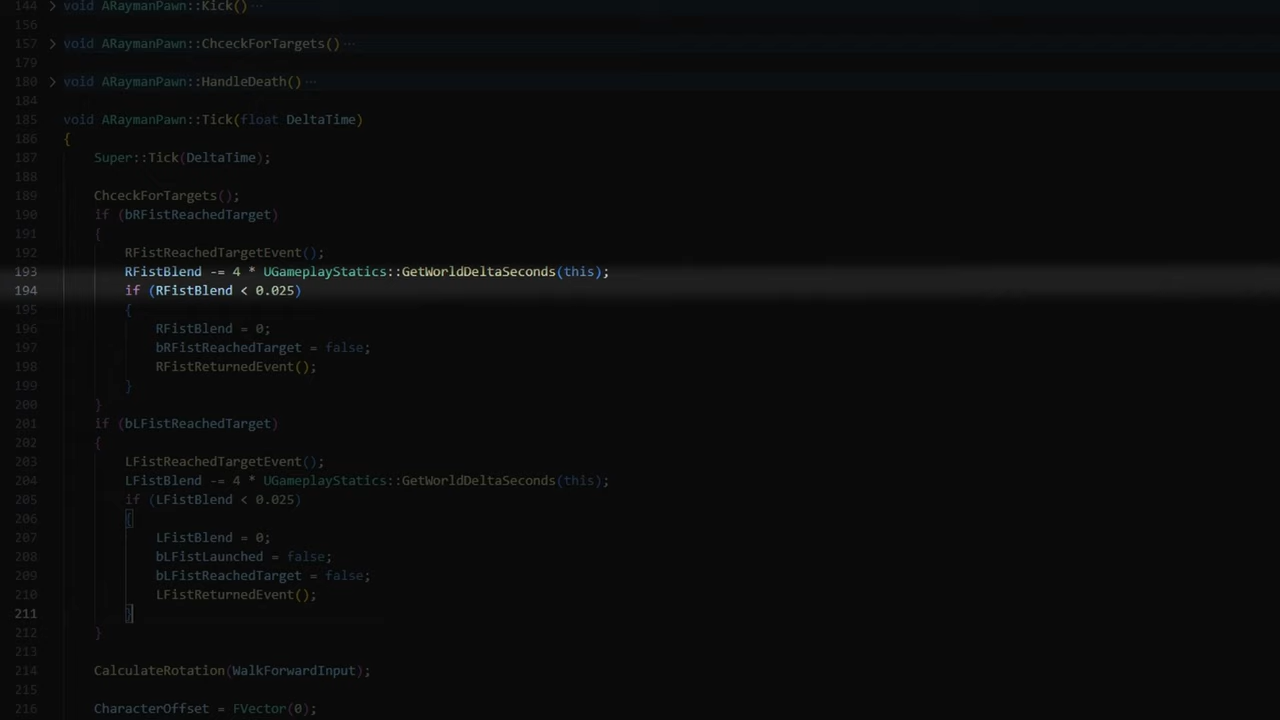 144 > void ARaymanPawn::Kick() ···
156
157 > void ARaymanPawn::ChceckForTargets() ···
179
180 > void ARaymanPawn::HandleDeath() ···
184
185 void ARaymanPawn::Tick(float DeltaTime)
186 {
187 Super::Tick(DeltaTime);
188
189 ChceckForTargets();
190 if (bRFistReachedTarget)
191 {
192 RFistReachedTargetEvent();
193 RFistBlend -= 4 * UGameplayStatics::GetWorldDeltaSeconds(this);
194 if (RFistBlend < 0.025)
195 {
196 RFistBlend = 0;
197 bRFistReachedTarget = false;
198 RFistReturnedEvent();
199 }
200 }
201 if (bLFistReachedTarget)
202 {
203 LFistReachedTargetEvent();
204 LFistBlend -= 4 * UGameplayStatics::GetWorldDeltaSeconds(this);
205 if (LFistBlend < 0.025)
206 {
207 LFistBlend = 0;
208 bLFistLaunched = false;
209 bLFistReachedTarget = false;
210 LFistReturnedEvent();
211 }
212 }
213
214 CalculateRotation(WalkForwardInput);
215
216 CharacterOffset = FVector(0);